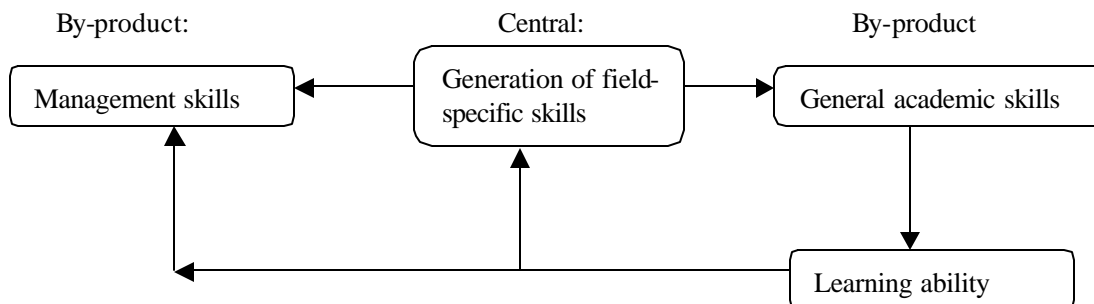 By-product:
Central:
By-product
Management skills
Generation of field-
specific skills
General academic skills
Learning ability